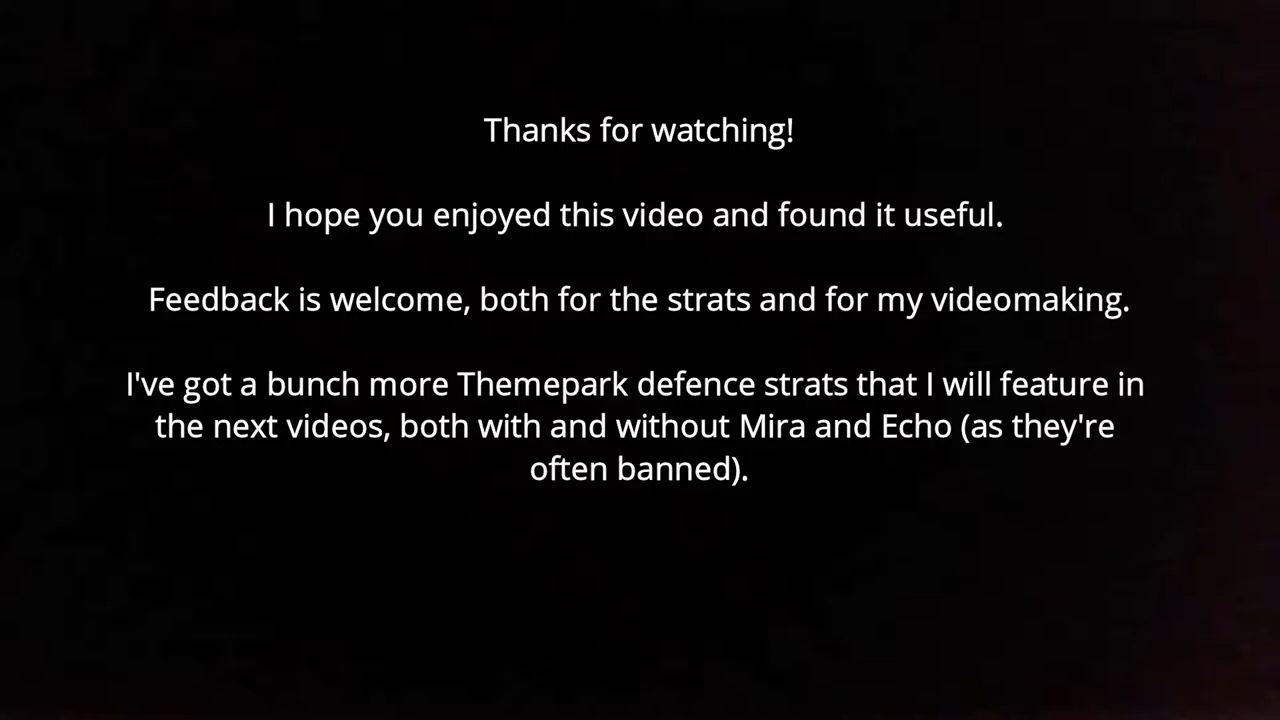 Thanks for watching!
I hope you enjoyed this video and found it useful.
Feedback is welcome, both for the strats and for my videomaking.
I've got a bunch more Themepark defence strats that I will feature in
the next videos, both with and without Mira and Echo (as they're
often banned).